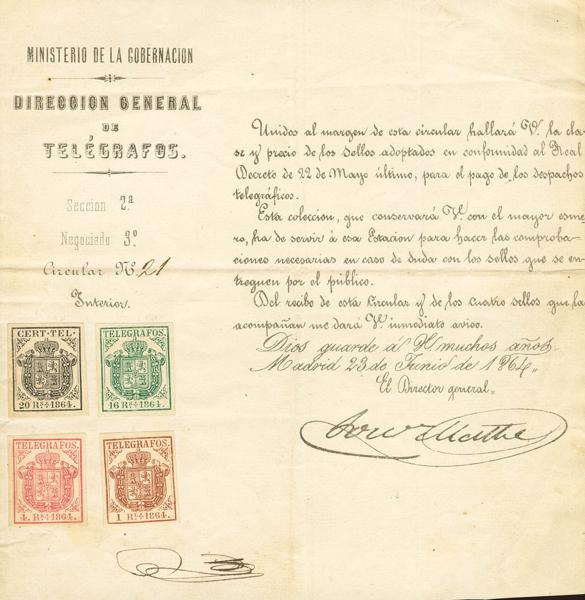 MINISTERIO DE LA GOBERNACION
DIRECCION GENERAL
DE
TELÉGRAFOS.
Seccion 2ª
Negociado 3º
Circular Nº 21
Interior.
CERT.TEL.
20 Rs 1864.
TELEGRAFOS.
16 Rs 1864.
TELEGRAFOS.
4. Rs 1864.
TELEGRAFOS.
1 Rl 1864.
Unidos al margen de esta circular hallará V. la cla-
se y precio de los sellos adoptados en conformidad al Real
Decreto de 22 de Mayo último, para el pago de los despachos
telegráficos.
Esta coleccion, que conservará V. con el mayor esme-
ro, ha de servir á esa Estacion para hacer las comproba-
ciones necesarias en caso de duda con los sellos que se en-
treguen por el público.
Del recibo de esta Circular y de los cuatro sellos que la
acompañan me dará V. inmediato aviso.
Dios guarde á V. muchos años.
Madrid 23 de Junio de 1864.
El Director general.